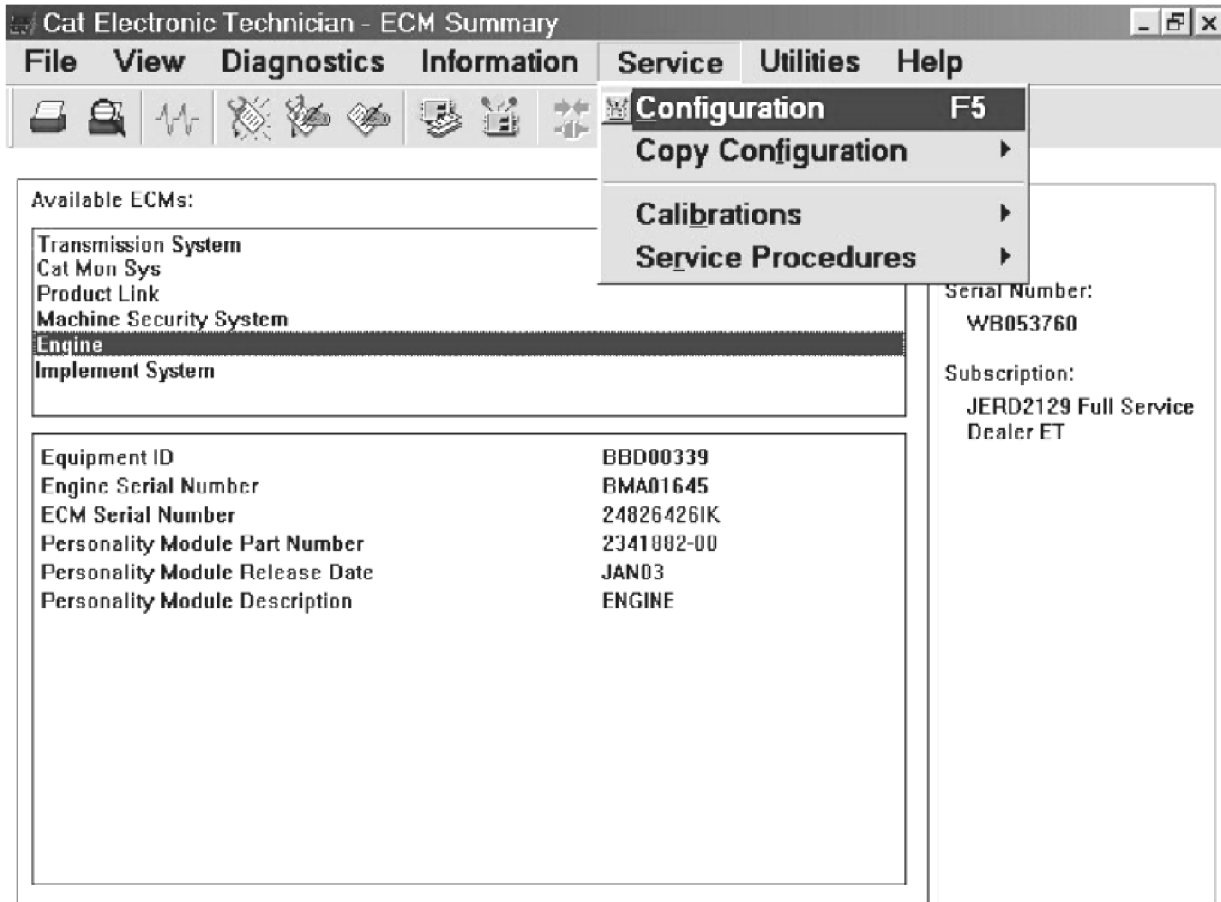 Cat Electronic Technician - ECM Summary
File View Diagnostics Information Service Utilities Help
Configuration F5
Copy Configuration
Calibrations
Service Procedures
Available ECMs:
Transmission System
Cat Mon Sys
Product Link
Machine Security System
Engine
Implement System
Serial Number:
WB053760
Subscription:
JERD2129 Full Service
Dealer ET
Equipment ID BBD00339
Engine Serial Number BMA01645
ECM Serial Number 24826426IK
Personality Module Part Number 2341882-00
Personality Module Release Date JAN03
Personality Module Description ENGINE